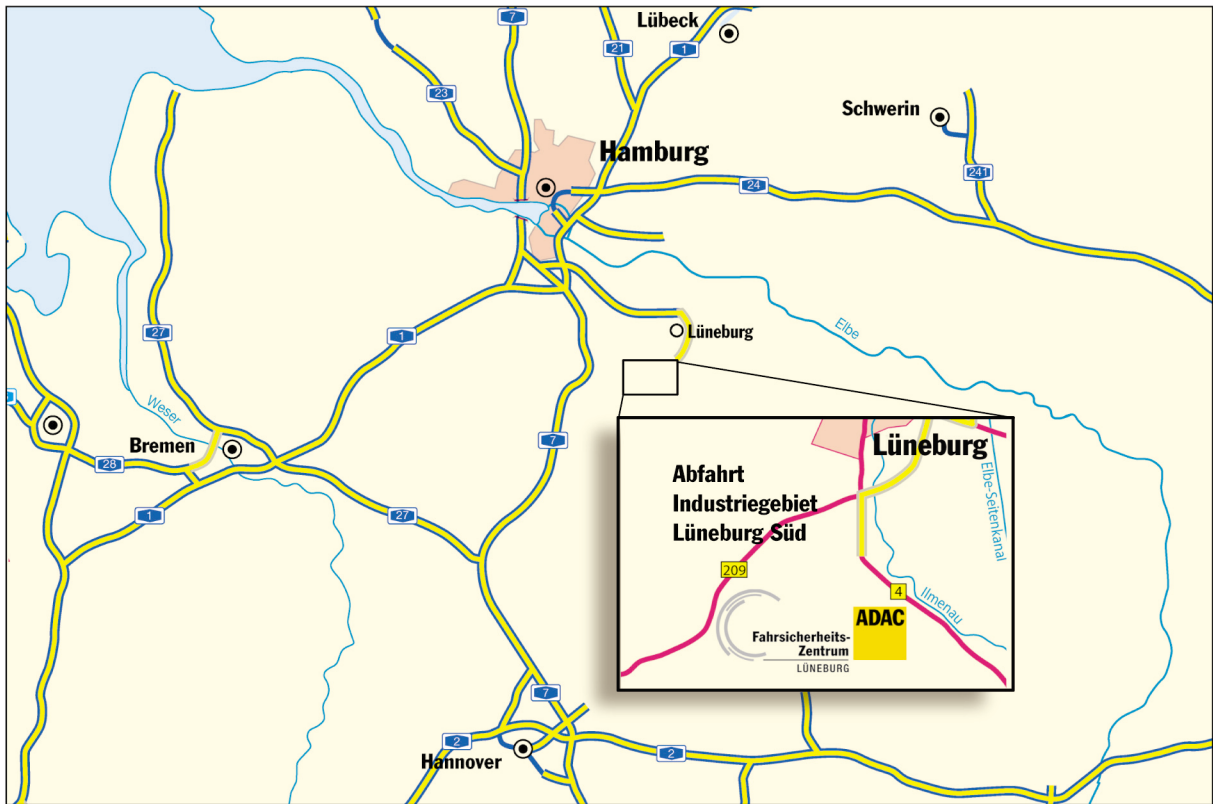 7
Lübeck
21
1
23
Schwerin
Hamburg
24
241
Elbe
27
1
Lüneburg
Weser
Bremen
28
7
1
27
Lüneburg
Abfahrt
Industriegebiet
Lüneburg Süd
Elbe-Seitenkanal
209
4
Ilmenau
ADAC
Fahrsicherheits-
Zentrum
LÜNEBURG
7
2
2
Hannover